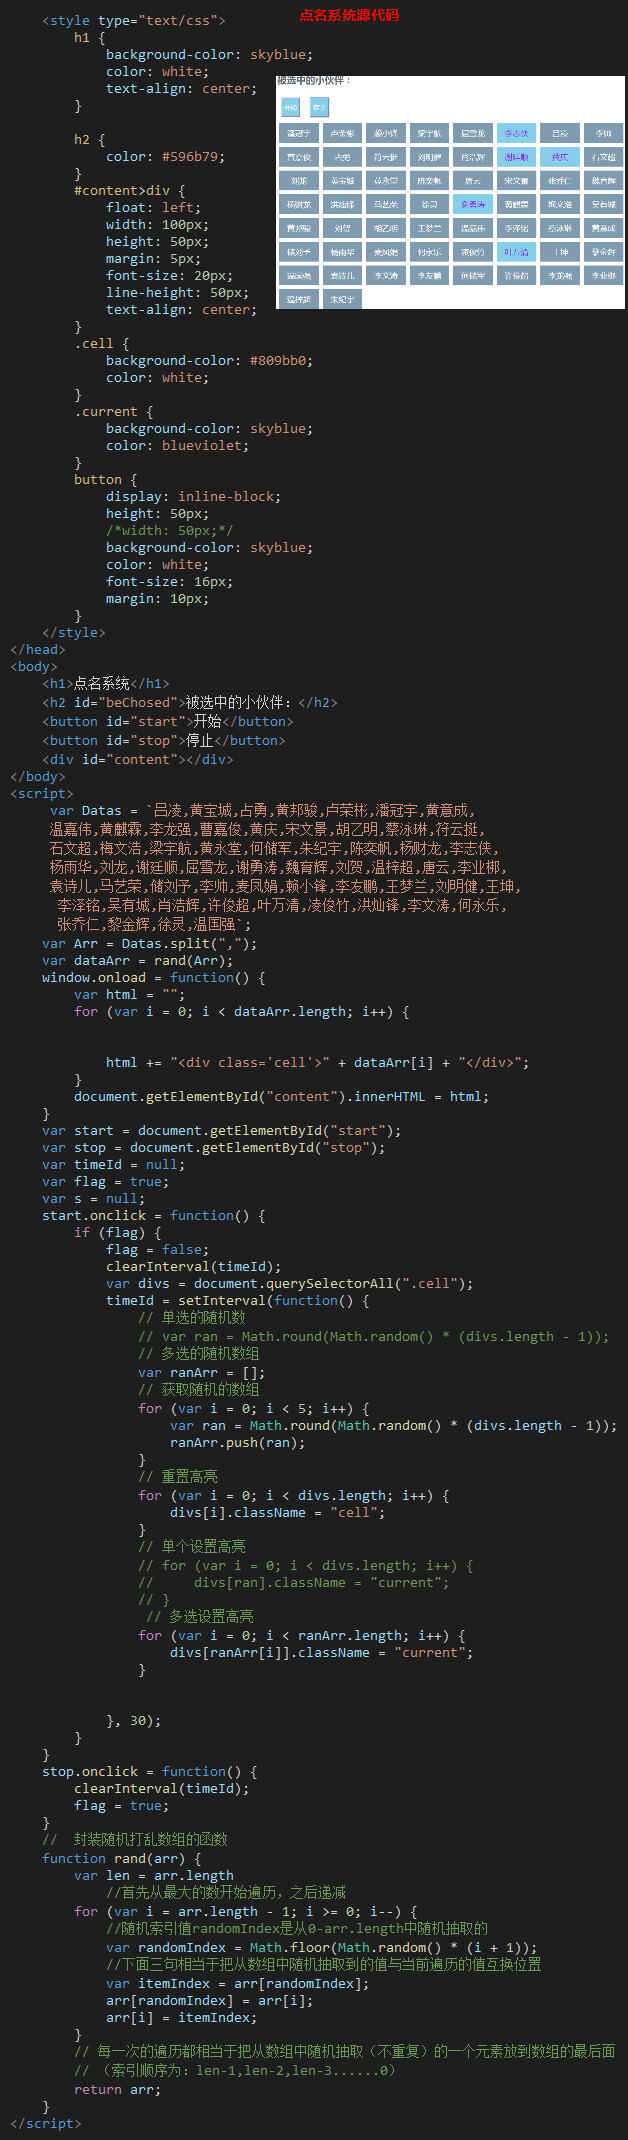 点名系统源代码
<style type="text/css">
h1 {
background-color: skyblue;
color: white;
text-align: center;
}
h2 {
color: #596b79;
}
#content>div {
float: left;
width: 100px;
height: 50px;
margin: 5px;
font-size: 20px;
line-height: 50px;
text-align: center;
}
.cell {
background-color: #809bb0;
color: white;
}
.current {
background-color: skyblue;
color: blueviolet;
}
button {
display: inline-block;
height: 50px;
/*width: 50px;*/
background-color: skyblue;
color: white;
font-size: 16px;
margin: 10px;
}
</style>
</head>
<body>
<h1>点名系统</h1>
<h2 id="beChosed">被选中的小伙伴：</h2>
<button id="start">开始</button>
<button id="stop">停止</button>
<div id="content"></div>
</body>
<script>
var Datas = `吕凌,黄宝城,占勇,黄邦骏,卢荣彬,潘冠宇,黄意成,
温嘉伟,黄麒霖,李龙强,曹嘉俊,黄庆,宋文景,胡乙明,蔡泳琳,符云挺,
石文超,梅文浩,梁宇航,黄永堂,何储军,朱纪宇,陈奕帆,杨财龙,李志侠,
杨雨华,刘龙,谢廷顺,屈雪龙,谢勇涛,魏育辉,刘贺,温梓超,唐云,李业梆,
袁诗儿,马艺荣,储刘予,李帅,麦凤娟,赖小锋,李友鹏,王梦兰,刘明健,王坤,
李泽铭,吴有城,肖浩辉,许俊超,叶万清,凌俊竹,洪灿锋,李文涛,何永乐,
张乔仁,黎金辉,徐灵,温国强`;
var Arr = Datas.split(",");
var dataArr = rand(Arr);
window.onload = function() {
var html = "";
for (var i = 0; i < dataArr.length; i++) {
html += "<div class='cell'>" + dataArr[i] + "</div>";
}
document.getElementById("content").innerHTML = html;
}
var start = document.getElementById("start");
var stop = document.getElementById("stop");
var timeId = null;
var flag = true;
var s = null;
start.onclick = function() {
if (flag) {
flag = false;
clearInterval(timeId);
var divs = document.querySelectorAll(".cell");
timeId = setInterval(function() {
// 单选的随机数
// var ran = Math.round(Math.random() * (divs.length - 1));
// 多选的随机数组
var ranArr = [];
// 获取随机的数组
for (var i = 0; i < 5; i++) {
var ran = Math.round(Math.random() * (divs.length - 1));
ranArr.push(ran);
}
// 重置高亮
for (var i = 0; i < divs.length; i++) {
divs[i].className = "cell";
}
// 单个设置高亮
// for (var i = 0; i < divs.length; i++) {
//     divs[ran].className = "current";
// }
// 多选设置高亮
for (var i = 0; i < ranArr.length; i++) {
divs[ranArr[i]].className = "current";
}
}, 30);
}
}
stop.onclick = function() {
clearInterval(timeId);
flag = true;
}
//  封装随机打乱数组的函数
function rand(arr) {
var len = arr.length
//首先从最大的数开始遍历，之后递减
for (var i = arr.length - 1; i >= 0; i--) {
//随机索引值randomIndex是从0-arr.length中随机抽取的
var randomIndex = Math.floor(Math.random() * (i + 1));
//下面三句相当于把从数组中随机抽取到的值与当前遍历的值互换位置
var itemIndex = arr[randomIndex];
arr[randomIndex] = arr[i];
arr[i] = itemIndex;
}
// 每一次的遍历都相当于把从数组中随机抽取（不重复）的一个元素放到数组的最后面
// （索引顺序为：len-1,len-2,len-3......0）
return arr;
}
</script>
被选中的小伙伴：
开始 停止
潘冠宇 卢荣彬 赖小锋 梁宇航 屈雪龙 李志侠 吕凌 李帅
曹嘉俊 占勇 符云挺 刘明健 肖浩辉 谢廷顺 黄庆 石文超
刘龙 黄宝城 黄永堂 陈奕帆 唐云 宋文景 张乔仁 魏育辉
杨财龙 洪灿锋 马艺荣 徐灵 谢勇涛 黄麒霖 梅文浩 吴有城
黄邦骏 刘贺 胡乙明 王梦兰 温嘉伟 李泽铭 蔡泳琳 黄意成
储刘予 杨雨华 麦凤娟 何永乐 凌俊竹 叶万清 王坤 黎金辉
温国强 袁诗儿 李文涛 李友鹏 何储军 许俊超 李龙强 李业梆
温梓超 朱纪宇